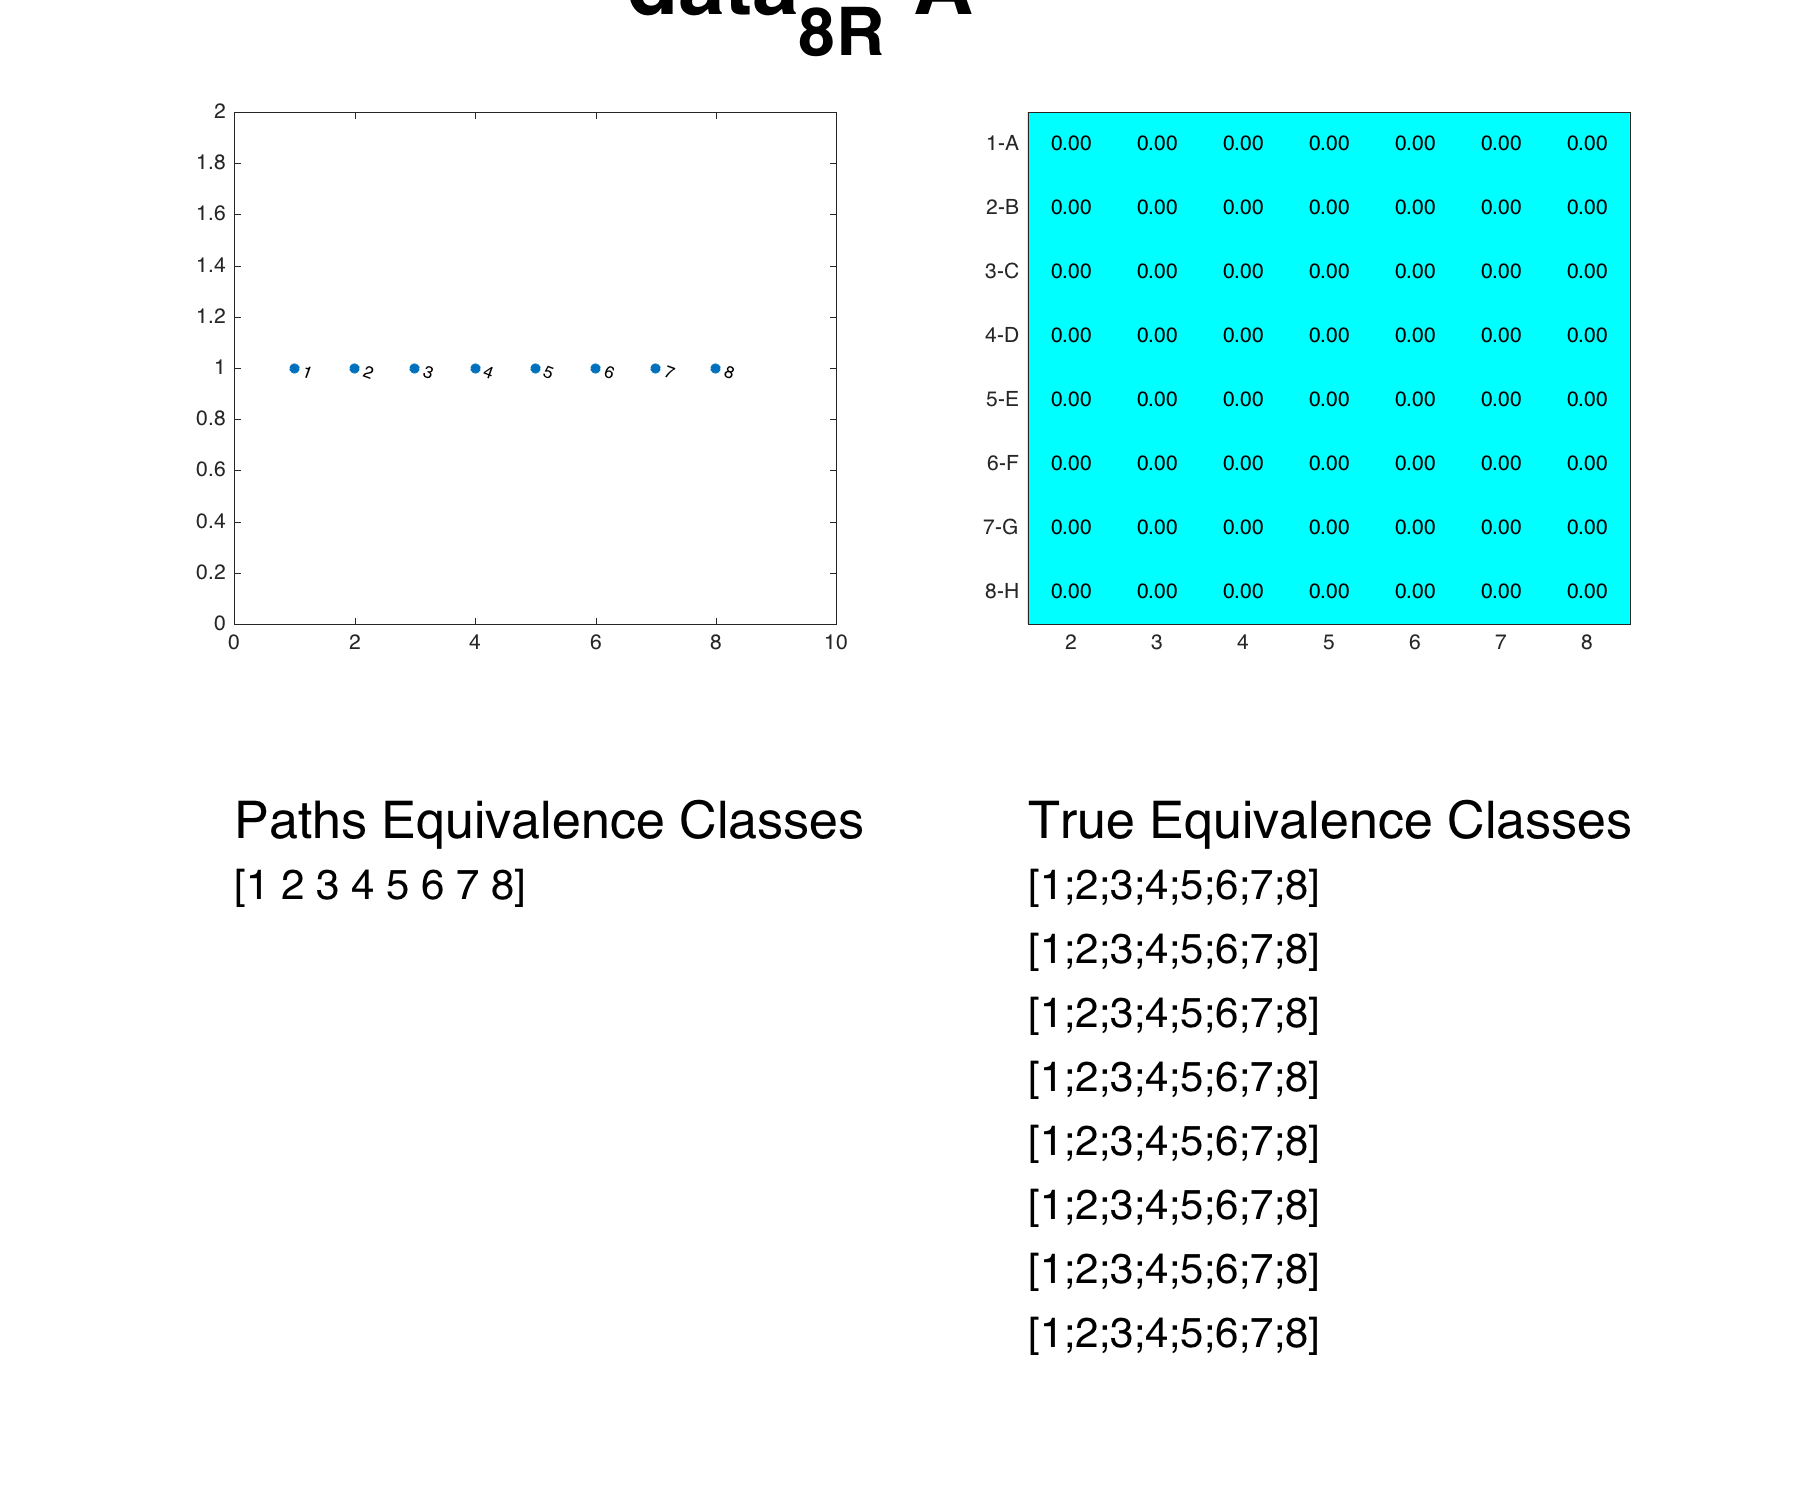 data8R A
2
1.8
1.6
1.4
1.2
1
0.8
0.6
0.4
0.2
0
0 2 4 6 8 10
1 2 3 4 5 6 7 8
1-A 0.00 0.00 0.00 0.00 0.00 0.00 0.00
2-B 0.00 0.00 0.00 0.00 0.00 0.00 0.00
3-C 0.00 0.00 0.00 0.00 0.00 0.00 0.00
4-D 0.00 0.00 0.00 0.00 0.00 0.00 0.00
5-E 0.00 0.00 0.00 0.00 0.00 0.00 0.00
6-F 0.00 0.00 0.00 0.00 0.00 0.00 0.00
7-G 0.00 0.00 0.00 0.00 0.00 0.00 0.00
8-H 0.00 0.00 0.00 0.00 0.00 0.00 0.00
2 3 4 5 6 7 8
Paths Equivalence Classes
[1 2 3 4 5 6 7 8]
True Equivalence Classes
[1;2;3;4;5;6;7;8]
[1;2;3;4;5;6;7;8]
[1;2;3;4;5;6;7;8]
[1;2;3;4;5;6;7;8]
[1;2;3;4;5;6;7;8]
[1;2;3;4;5;6;7;8]
[1;2;3;4;5;6;7;8]
[1;2;3;4;5;6;7;8]